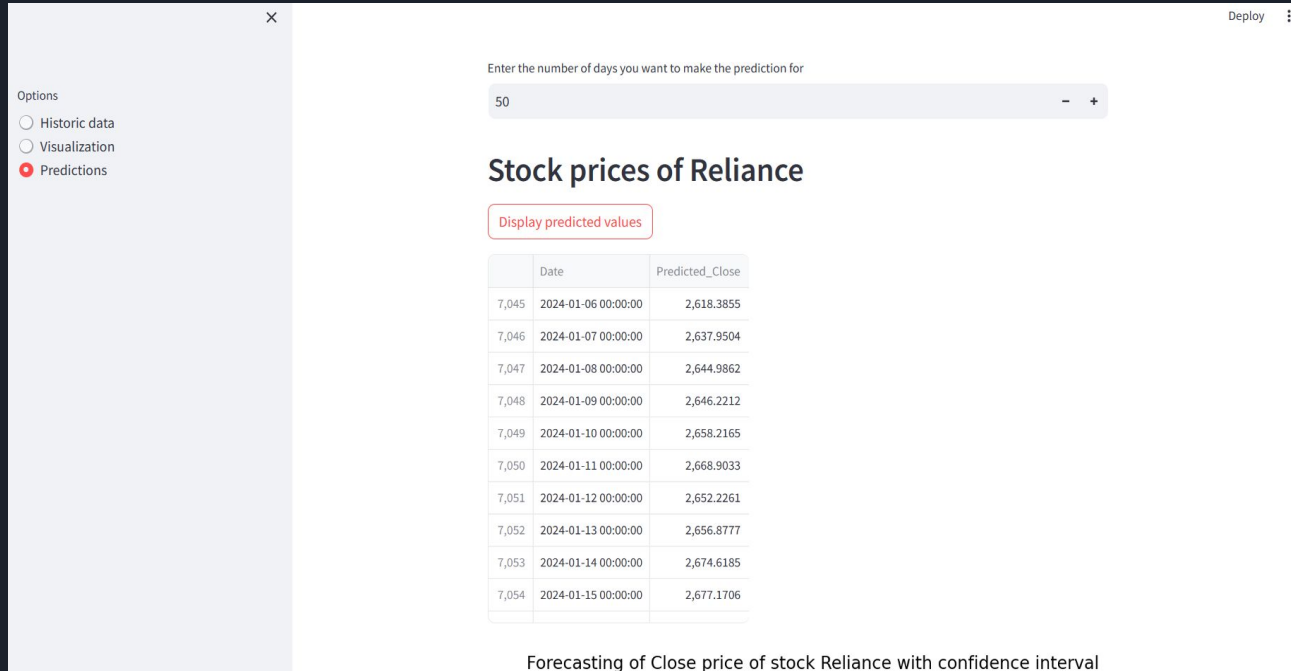 Deploy
Options
Historic data
Visualization
Predictions
Enter the number of days you want to make the prediction for
50 - +
Stock prices of Reliance
Display predicted values
Date Predicted_Close
7,045 2024-01-06 00:00:00 2,618.3855
7,046 2024-01-07 00:00:00 2,637.9504
7,047 2024-01-08 00:00:00 2,644.9862
7,048 2024-01-09 00:00:00 2,646.2212
7,049 2024-01-10 00:00:00 2,658.2165
7,050 2024-01-11 00:00:00 2,668.9033
7,051 2024-01-12 00:00:00 2,652.2261
7,052 2024-01-13 00:00:00 2,656.8777
7,053 2024-01-14 00:00:00 2,674.6185
7,054 2024-01-15 00:00:00 2,677.1706
Forecasting of Close price of stock Reliance with confidence interval